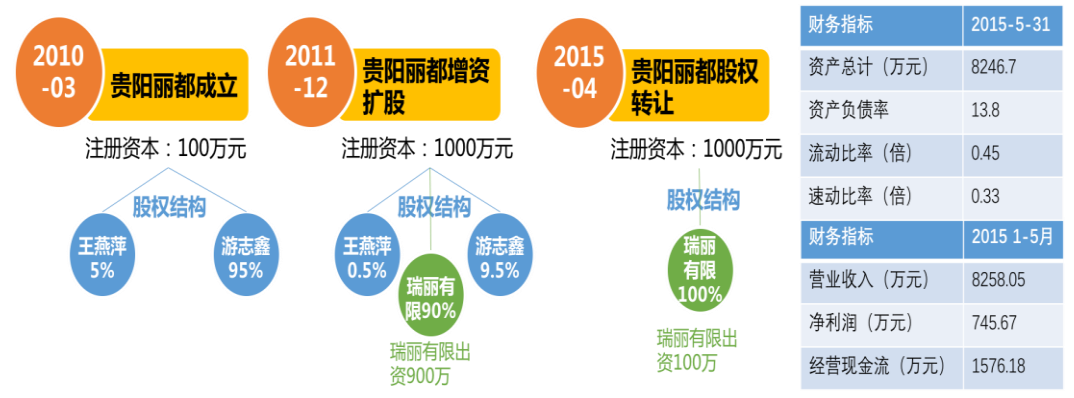 2010
-03
贵阳丽都成立
注册资本：100万元
股权结构
王燕萍
5%
游志鑫
95%
2011
-12
贵阳丽都增资
扩股
注册资本：1000万元
股权结构
王燕萍
0.5%
瑞丽有
限90%
游志鑫
9.5%
瑞丽有限出
资900万
2015
-04
贵阳丽都股权
转让
注册资本：1000万元
股权结构
瑞丽
有限
100%
瑞丽有限出
资100万
财务指标 2015-5-31
资产总计（万元） 8246.7
资产负债率 13.8
流动比率（倍） 0.45
速动比率（倍） 0.33
财务指标 2015 1-5月
营业收入（万元） 8258.05
净利润（万元） 745.67
经营现金流（万元） 1576.18